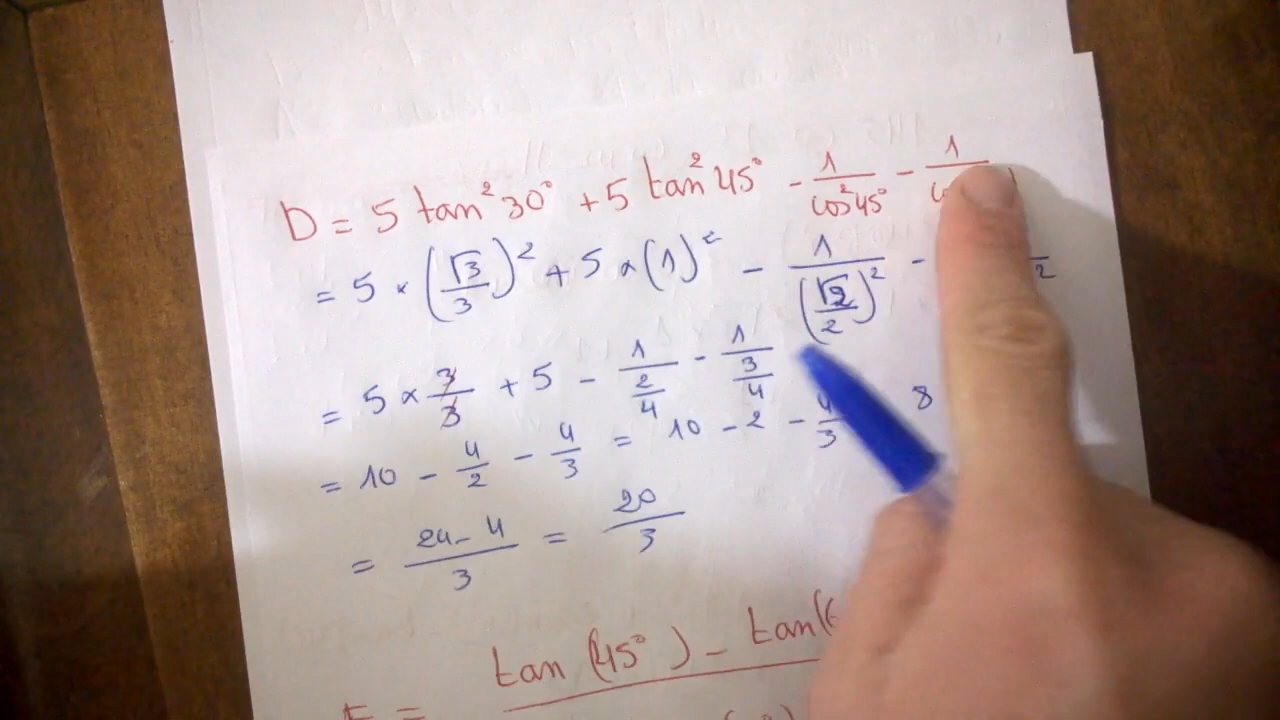 D = 5 tan²30° + 5 tan²45° - 1/cos²45° - 1/
= 5 × (√3/3)² + 5 × (1)² - 1/(√2/2)² -
= 5 × 3/3 + 5 - 1/(2/4) - 1/(3/4)
= 10 - 4/2 - 4/3 = 10 - 2 - 4/3 8
= (24 - 4)/3 = 20/3
tan (45°) - tan(